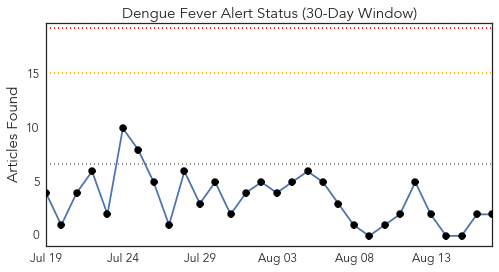 Dengue Fever Alert Status (30-Day Window)
Articles Found
15
10
5
0
Jul 19 Jul 24 Jul 29 Aug 03 Aug 08 Aug 13